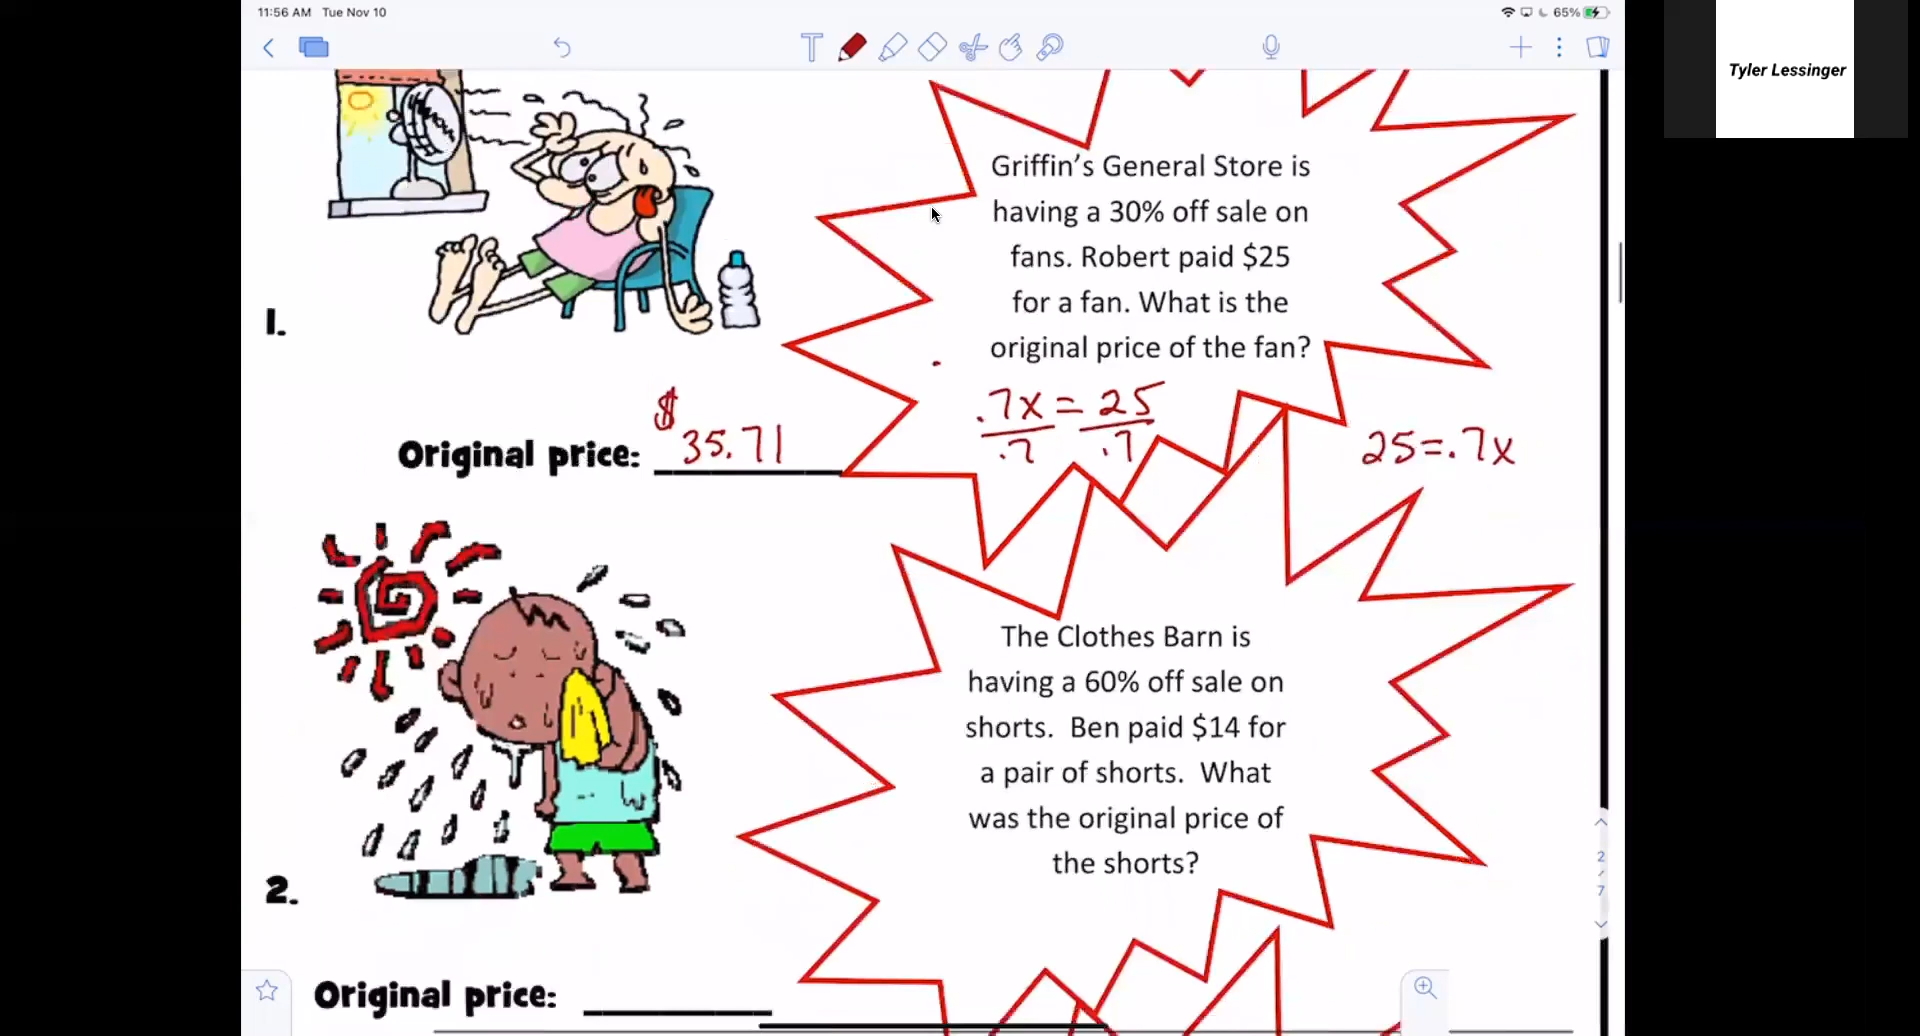 11:56 AM Tue Nov 10
65%
Tyler Lessinger
Griffin's General Store is
having a 30% off sale on
fans. Robert paid $25
for a fan. What is the
original price of the fan?
1.
.7x = 25
.7 .7
25=.7x
$
Original price: 35.71
The Clothes Barn is
having a 60% off sale on
shorts. Ben paid $14 for
a pair of shorts. What
was the original price of
the shorts?
2.
2
/
7
Original price: